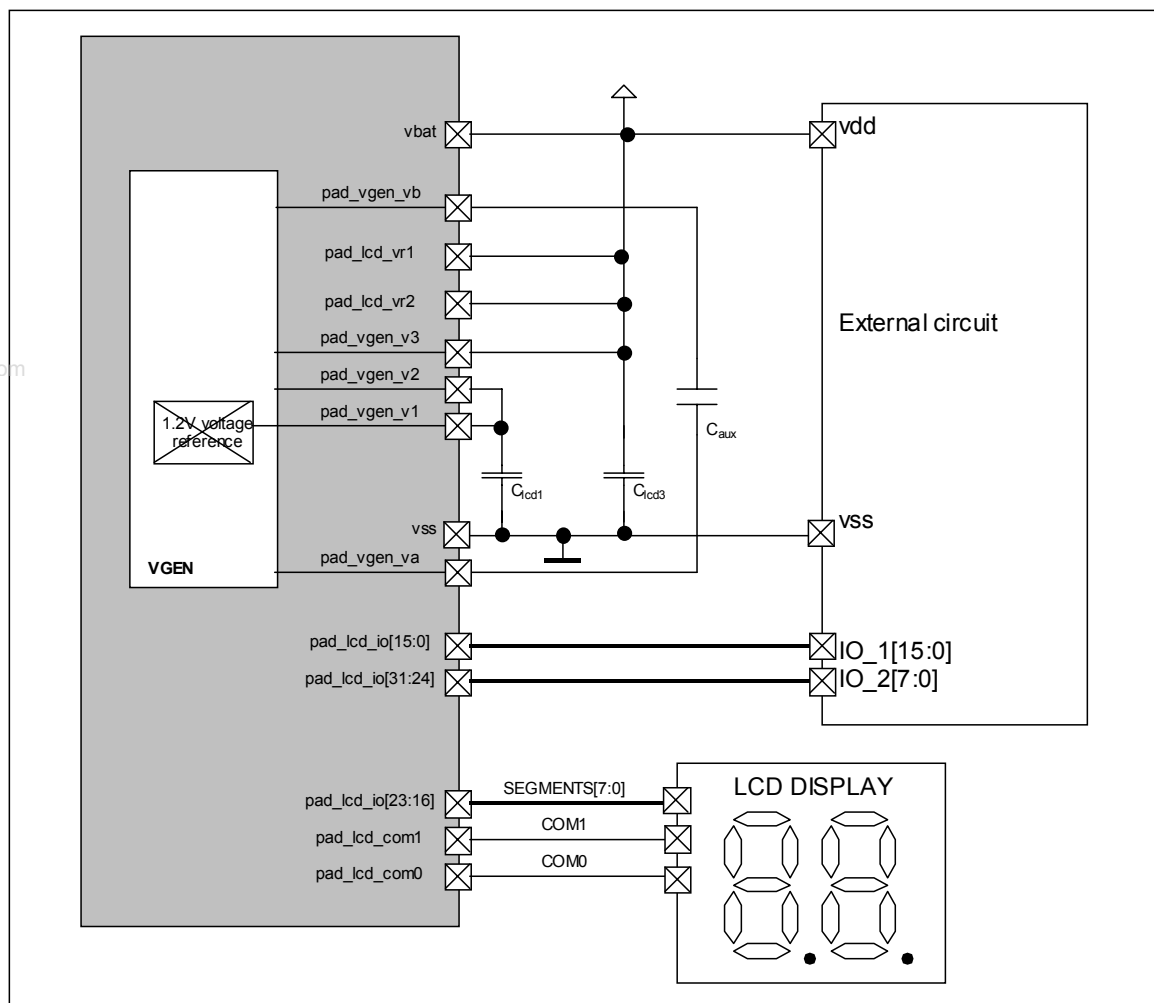 vbat
vdd
pad_vgen_vb
pad_lcd_vr1
pad_lcd_vr2
External circuit
pad_vgen_v3
om
pad_vgen_v2
pad_vgen_v1
1.2V voltage
reference
Caux
Clcd1
Clcd3
vss
vss
pad_vgen_va
VGEN
pad_lcd_io[15:0]
IO_1[15:0]
pad_lcd_io[31:24]
IO_2[7:0]
SEGMENTS[7:0]
LCD DISPLAY
pad_lcd_io[23:16]
pad_lcd_com1
COM1
pad_lcd_com0
COM0